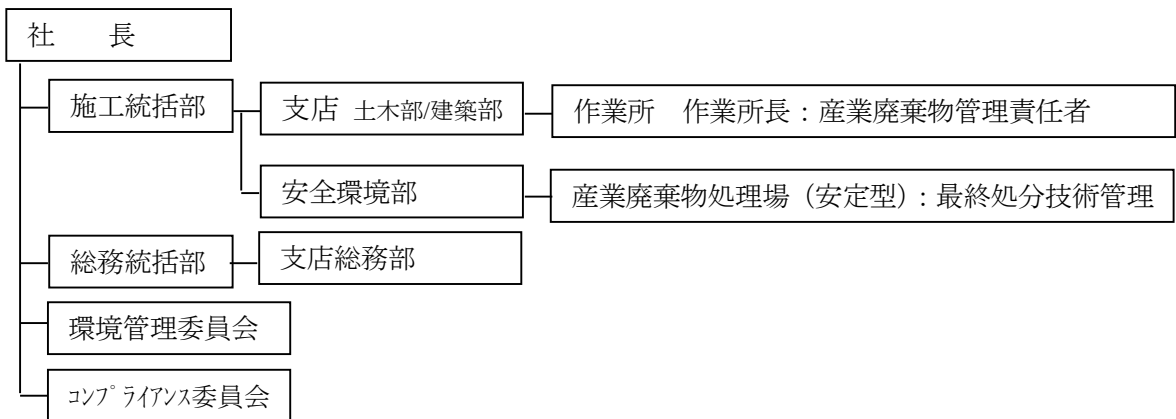 社　　長
施工統括部
支店 土木部/建築部
作業所　作業所長：産業廃棄物管理責任者
安全環境部
産業廃棄物処理場（安定型）：最終処分技術管理
総務統括部
支店総務部
環境管理委員会
ｺﾝﾌﾟﾗｲｱﾝｽ委員会